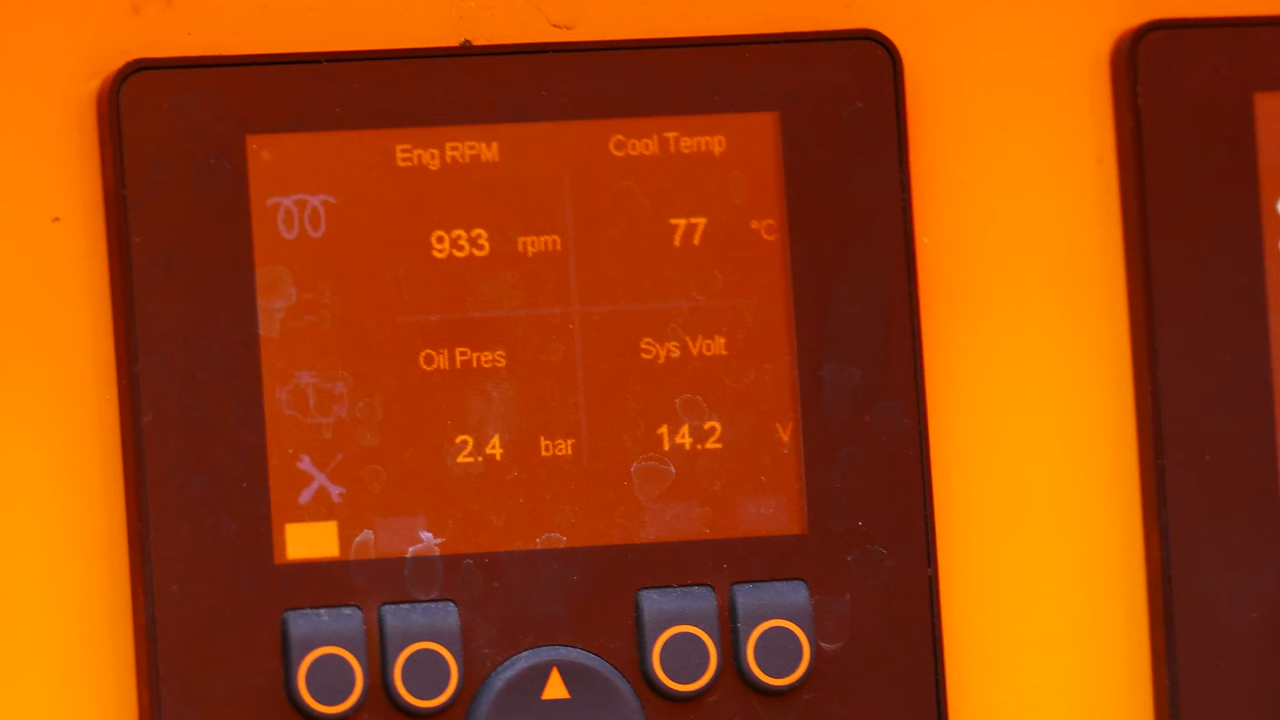 Eng RPM
Cool Temp
933 rpm
77 °C
Oil Pres
Sys Volt
2.4 bar
14.2 V